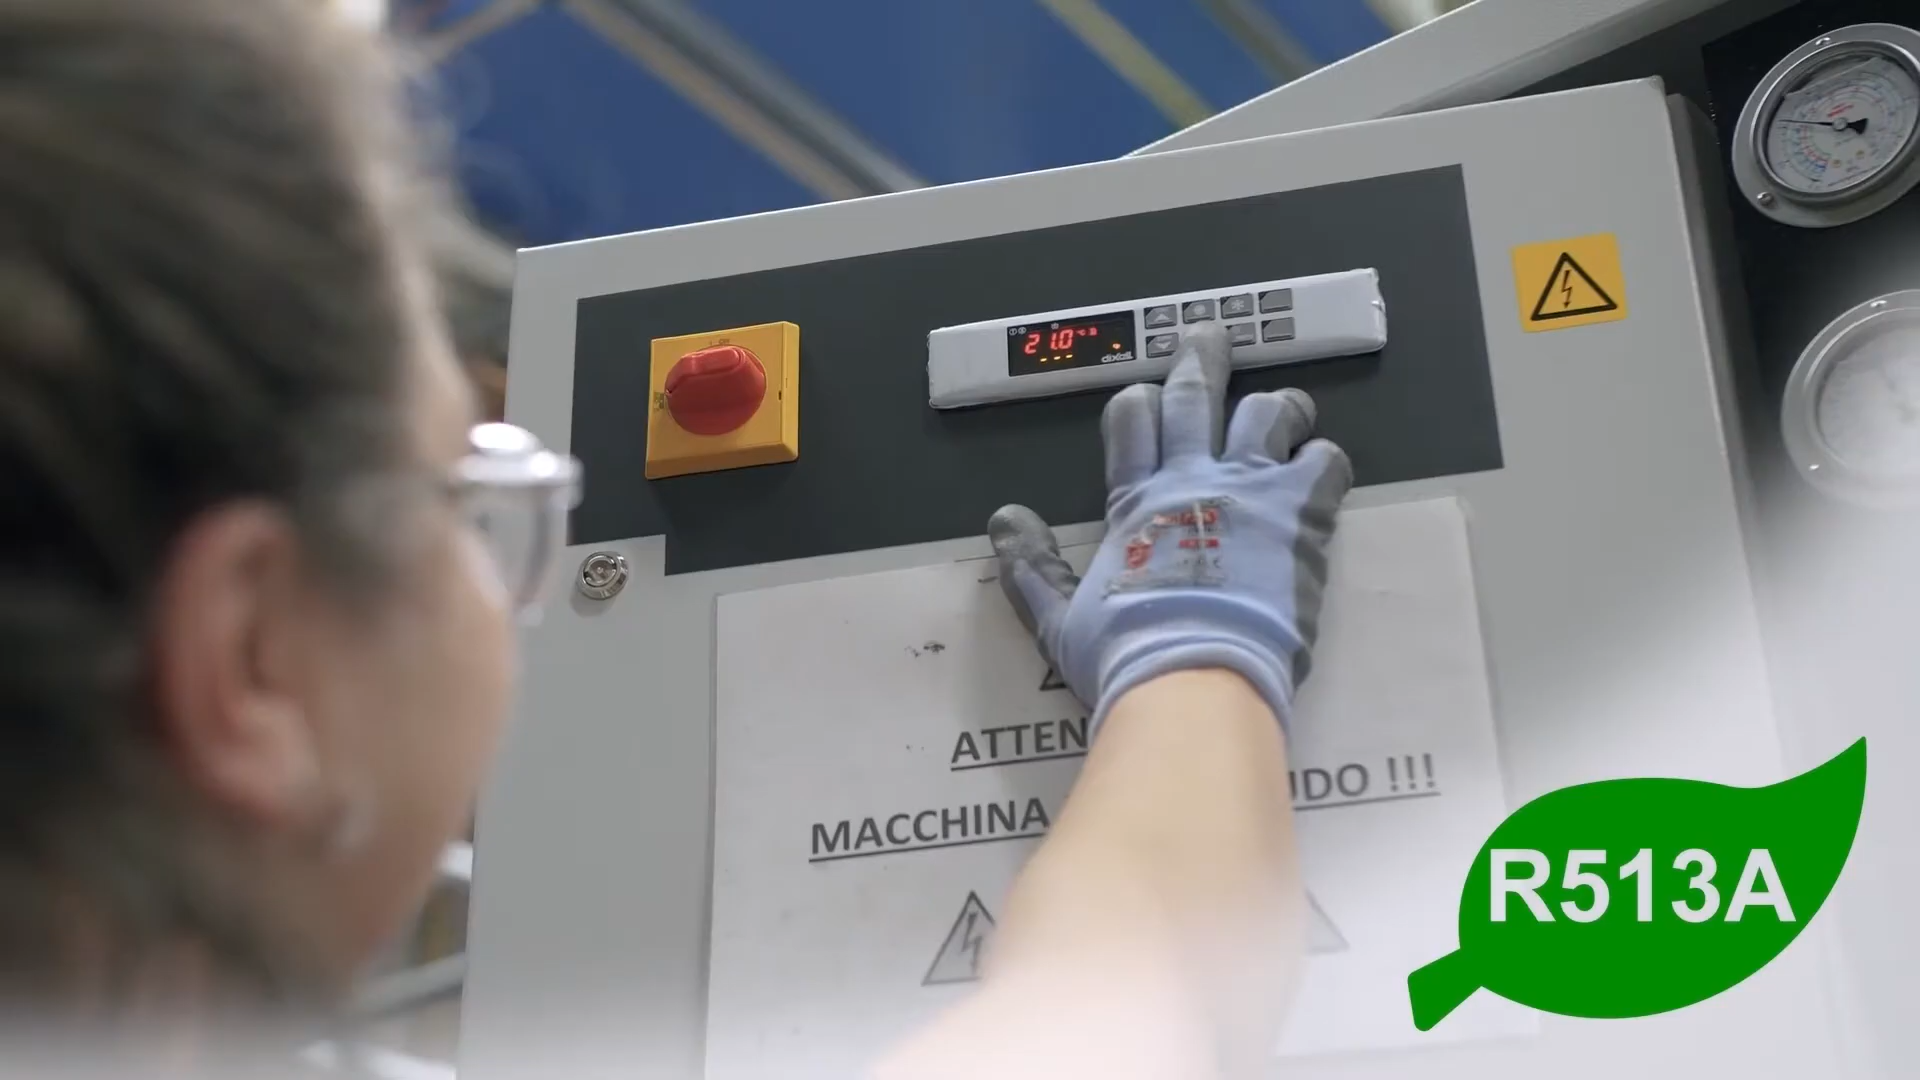 21.0 °C
dixell
ATTEN
MACCHINA
UDO !!!
R513A